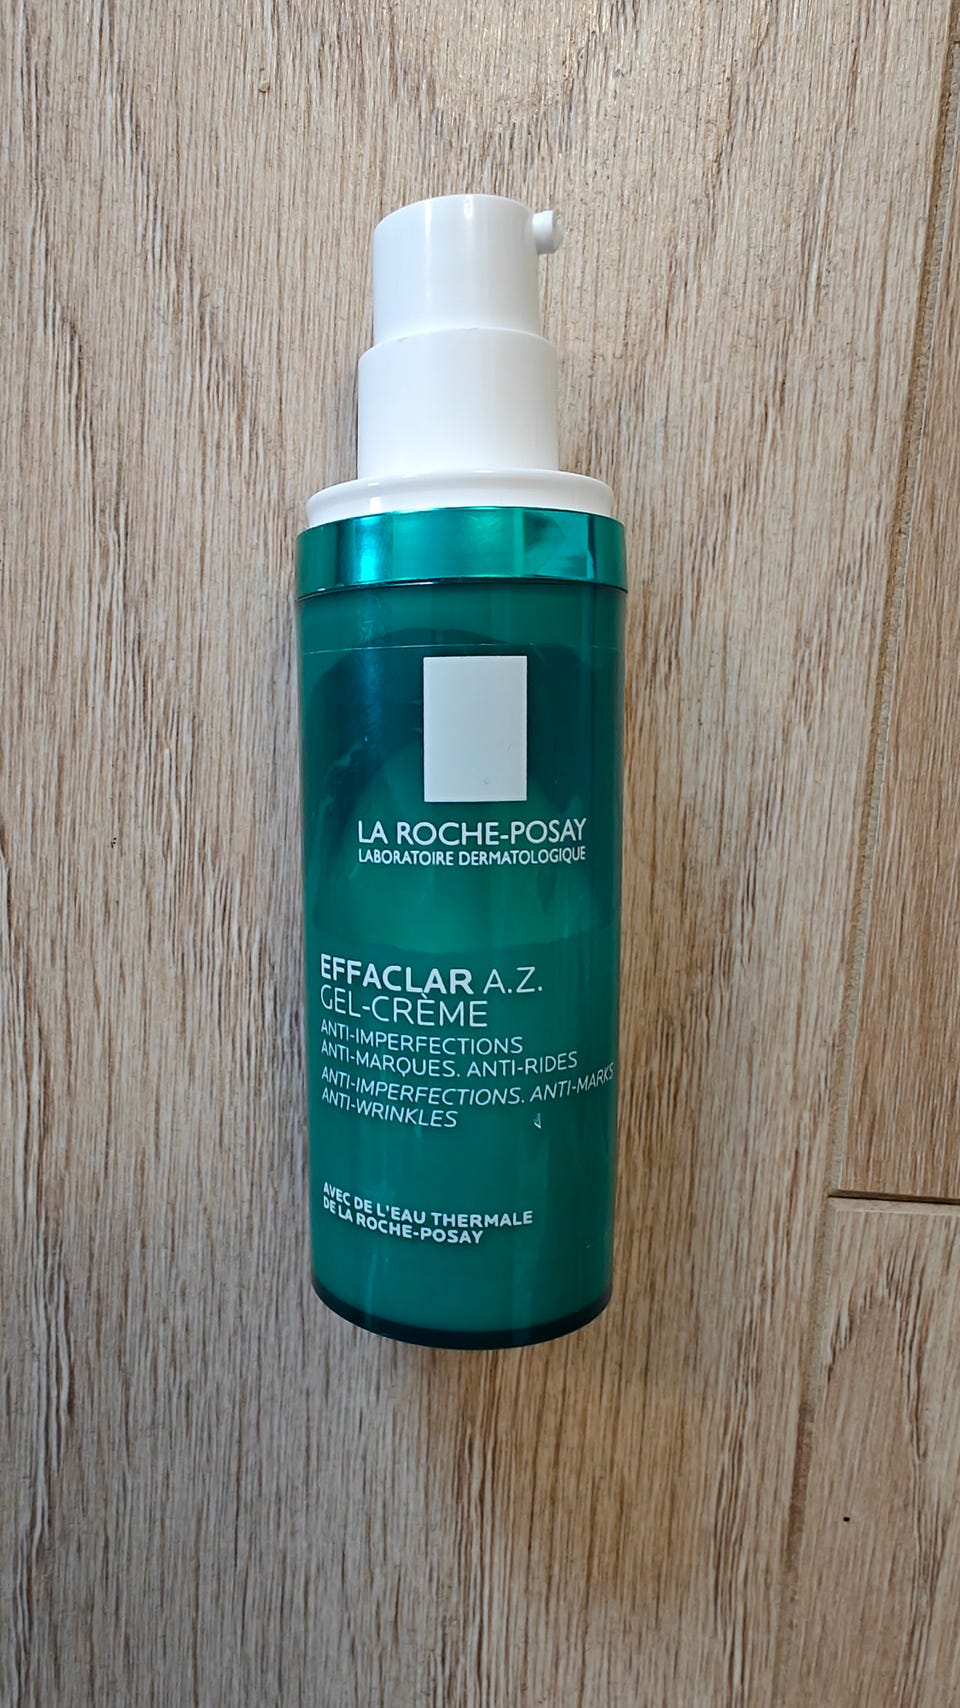 LA ROCHE-POSAY
LABORATOIRE DERMATOLOGIQUE
EFFACLAR A.Z.
GEL-CRÈME
ANTI-IMPERFECTIONS
ANTI-MARQUES. ANTI-RIDES
ANTI-IMPERFECTIONS. ANTI-MARKS
ANTI-WRINKLES
AVEC DE L'EAU THERMALE
DE LA ROCHE-POSAY